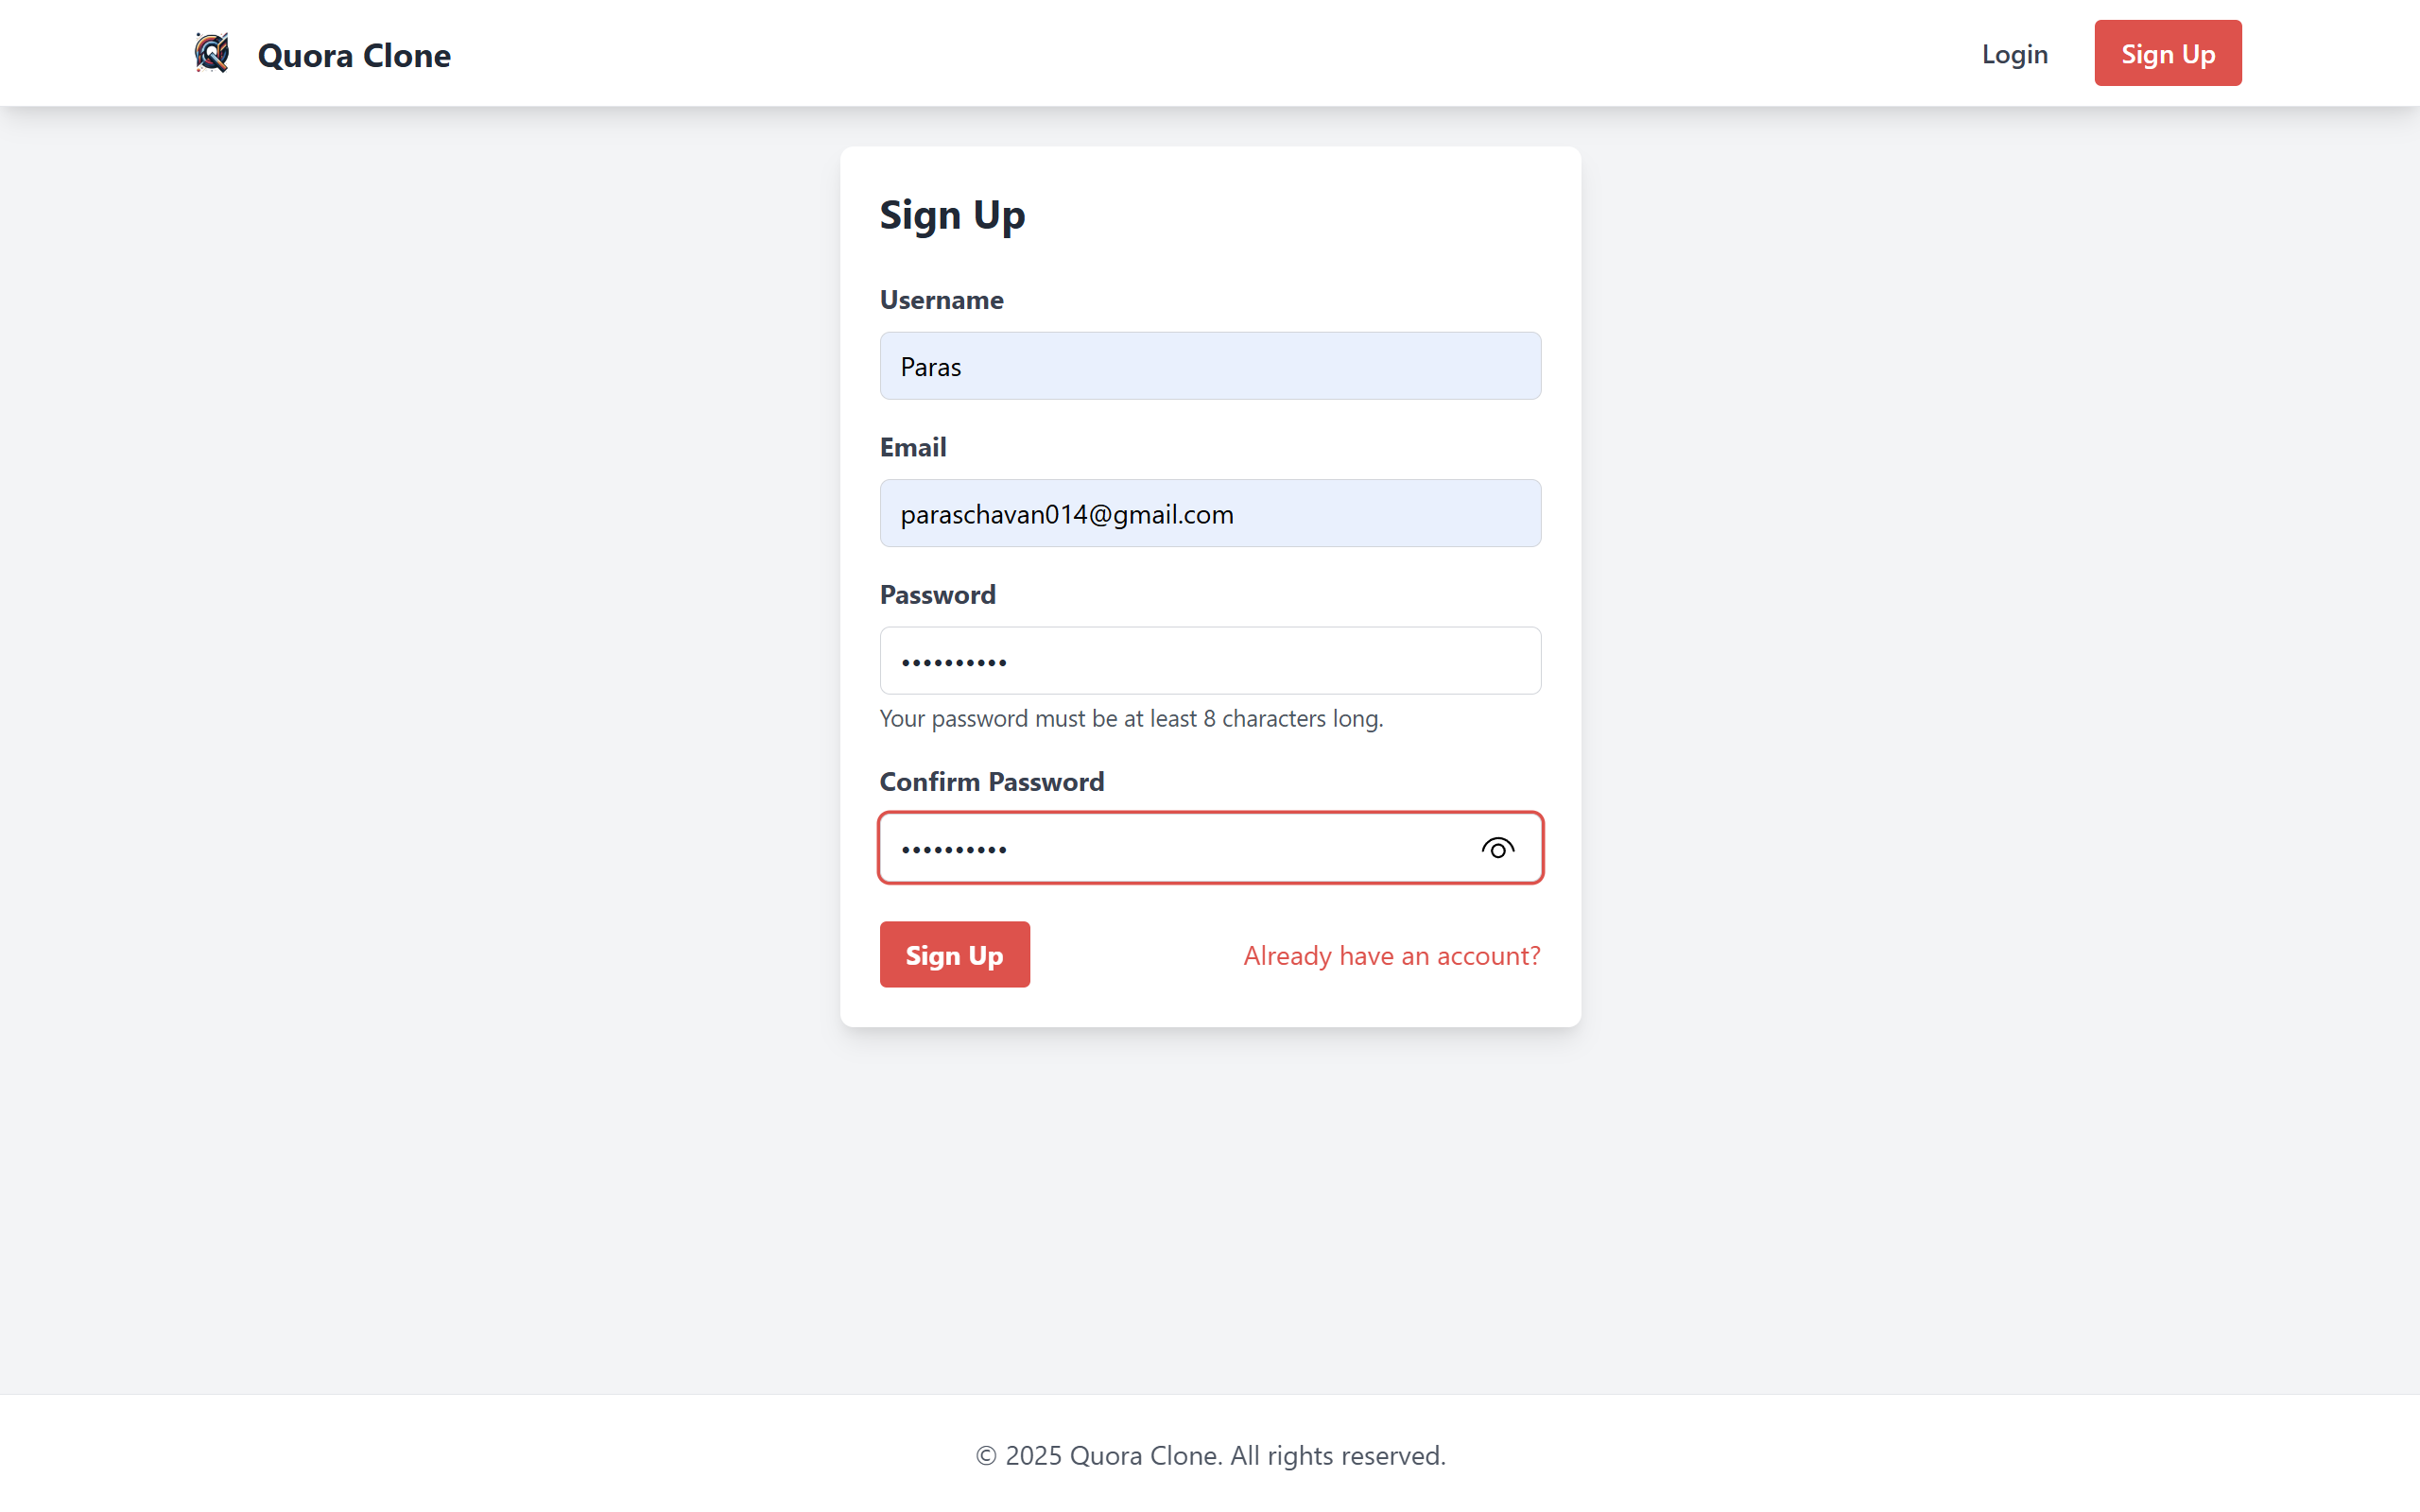 Quora Clone
Login
Sign Up
Sign Up
Username
Paras
Email
paraschavan014@gmail.com
Password
••••••••••
Your password must be at least 8 characters long.
Confirm Password
••••••••••
Sign Up
Already have an account?
© 2025 Quora Clone. All rights reserved.